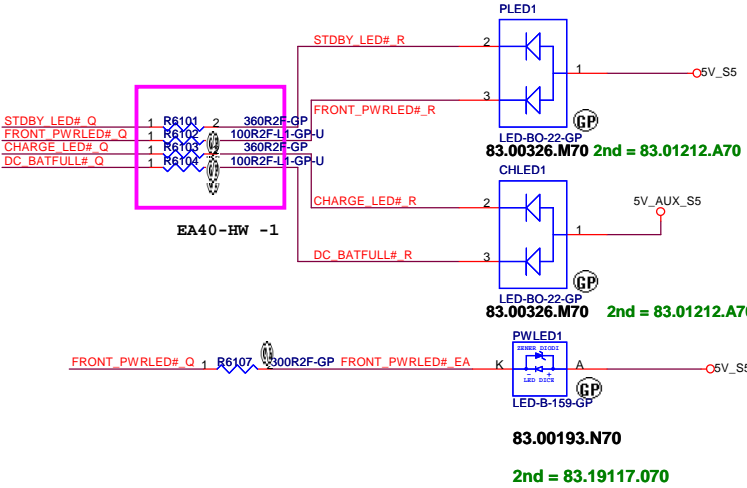 PLED1
STDBY_LED#_R 2
1 5V_S5
3
FRONT_PWRLED#_R
GP
LED-BO-22-GP
83.00326.M70 2nd = 83.01212.A70
STDBY_LED#_Q 1 R6101 2 360R2F-GP
FRONT_PWRLED#_Q 1 R6102 100R2F-L1-GP-U
CHARGE_LED#_Q 1 R6103 360R2F-GP
DC_BATFULL#_Q 1 R6104 100R2F-L1-GP-U
EA40-HW -1
CHLED1
5V_AUX_S5
CHARGE_LED#_R 2
1
DC_BATFULL#_R 3
GP
LED-BO-22-GP
83.00326.M70 2nd = 83.01212.A70
PWLED1
ZENER DIODE
FRONT_PWRLED#_Q 1 R6107 300R2F-GP FRONT_PWRLED#_EA K A 5V_S5
- +
LED DICE
GP
LED-B-159-GP
83.00193.N70
2nd = 83.19117.070